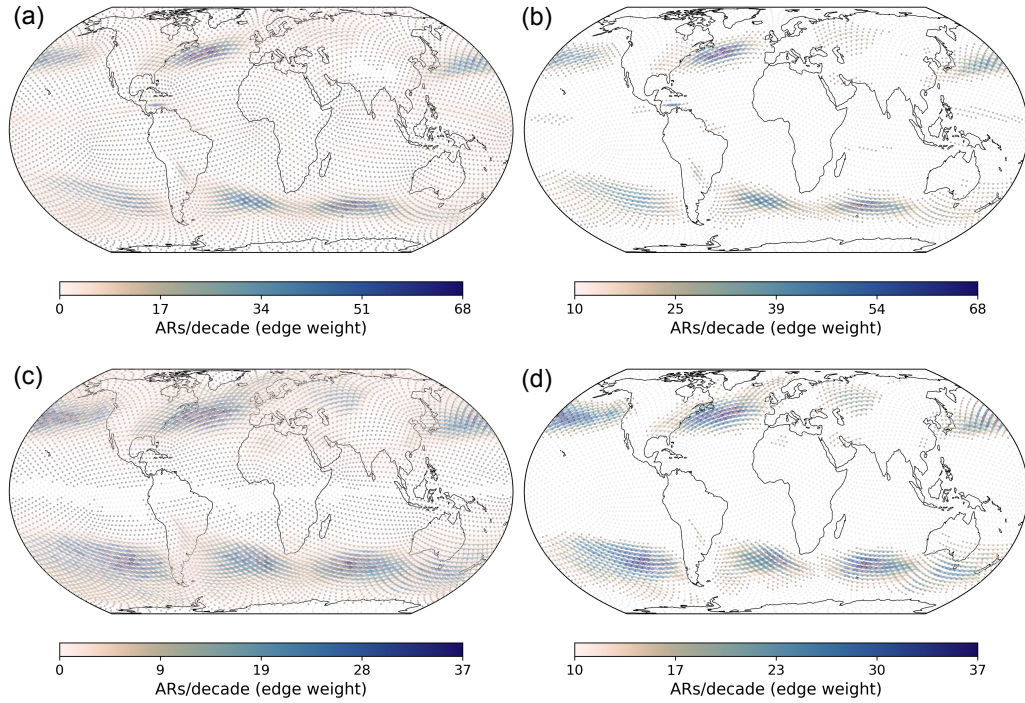 (a)
(b)
0 17 34 51 68
ARs/decade (edge weight)
10 25 39 54 68
ARs/decade (edge weight)
(c)
(d)
0 9 19 28 37
ARs/decade (edge weight)
10 17 23 30 37
ARs/decade (edge weight)